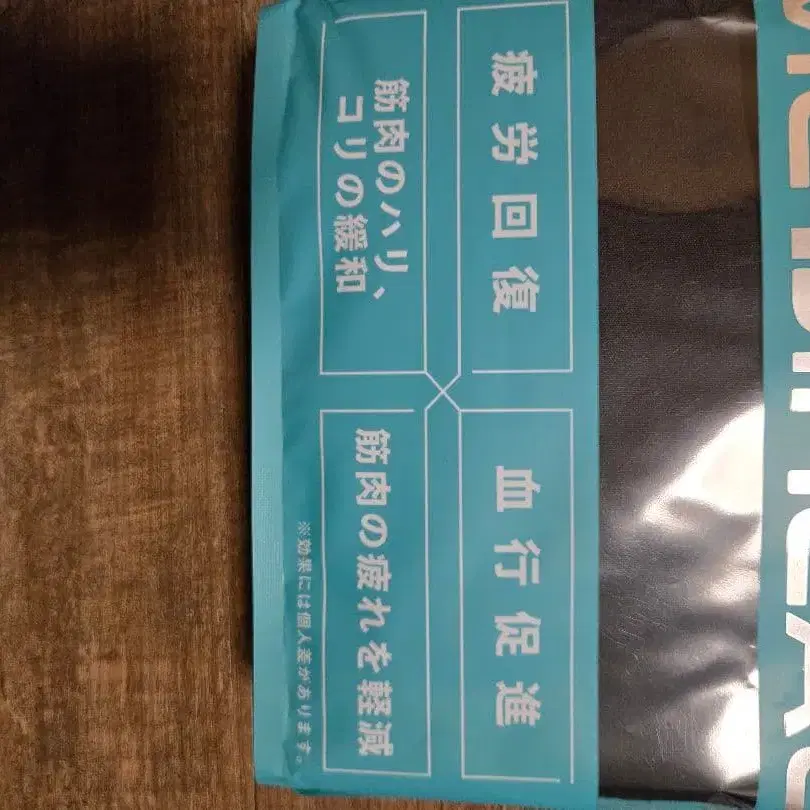 疲労回復
血行促進
筋肉のハリ、
コリの緩和
筋肉の疲れを軽減
※効果には個人差があります。